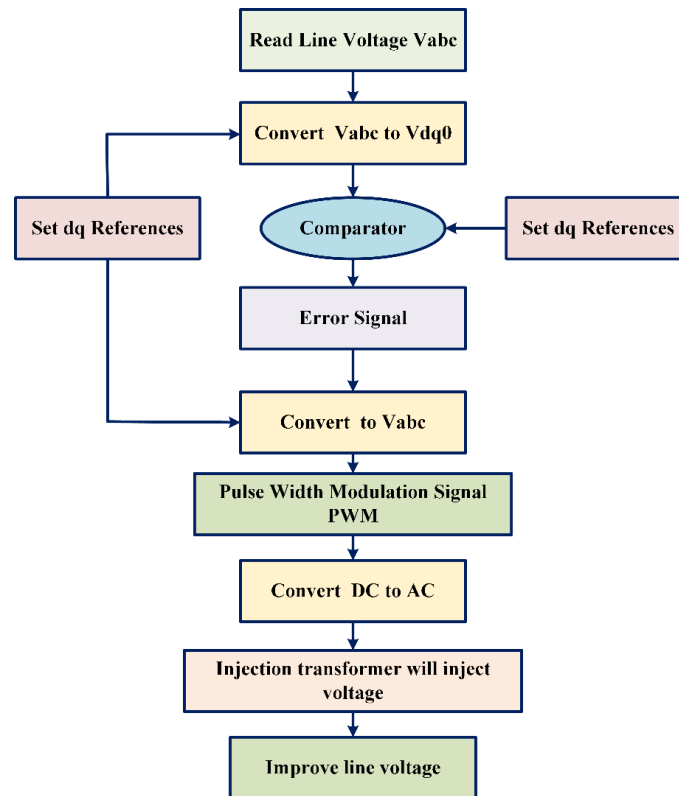 Read Line Voltage Vabc
Convert Vabc to Vdq0
Set dq References
Comparator
Set dq References
Error Signal
Convert to Vabc
Pulse Width Modulation Signal
PWM
Convert DC to AC
Injection transformer will inject
voltage
Improve line voltage